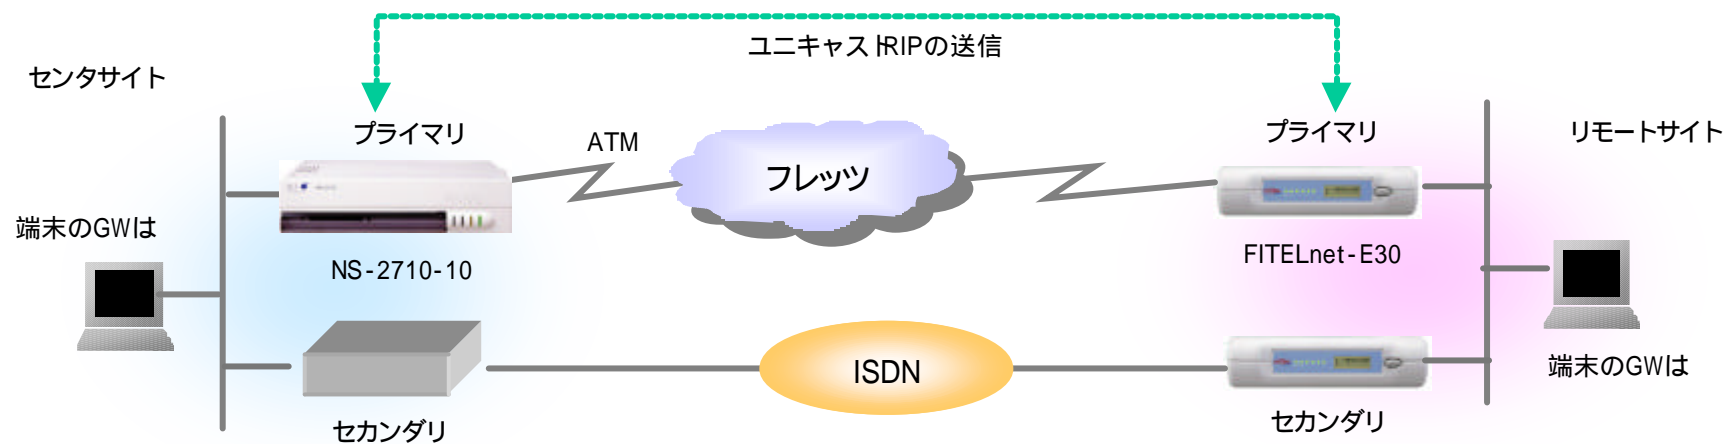 ユニキャストRIPの送信
センタサイト
プライマリ
ATM
フレッツ
プライマリ
リモートサイト
端末のGWは
NS-2710-10
FITELnet-E30
ISDN
端末のGWは
セカンダリ
セカンダリ